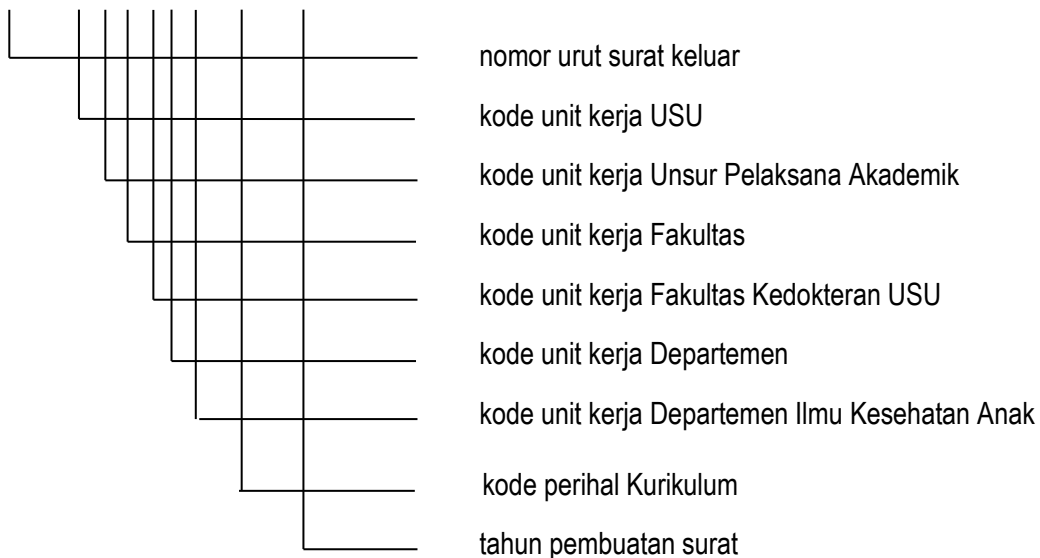 nomor urut surat keluar
kode unit kerja USU
kode unit kerja Unsur Pelaksana Akademik
kode unit kerja Fakultas
kode unit kerja Fakultas Kedokteran USU
kode unit kerja Departemen
kode unit kerja Departemen Ilmu Kesehatan Anak
kode perihal Kurikulum
tahun pembuatan surat